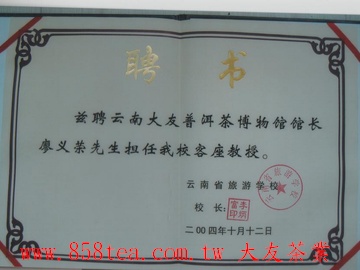 聘书
兹聘云南大友普洱茶博物馆馆长
廖义荣先生担任我校客座教授。
云南省旅游学校
校长:
二00四年十月十二日
www.858tea.com.tw 大友茶业